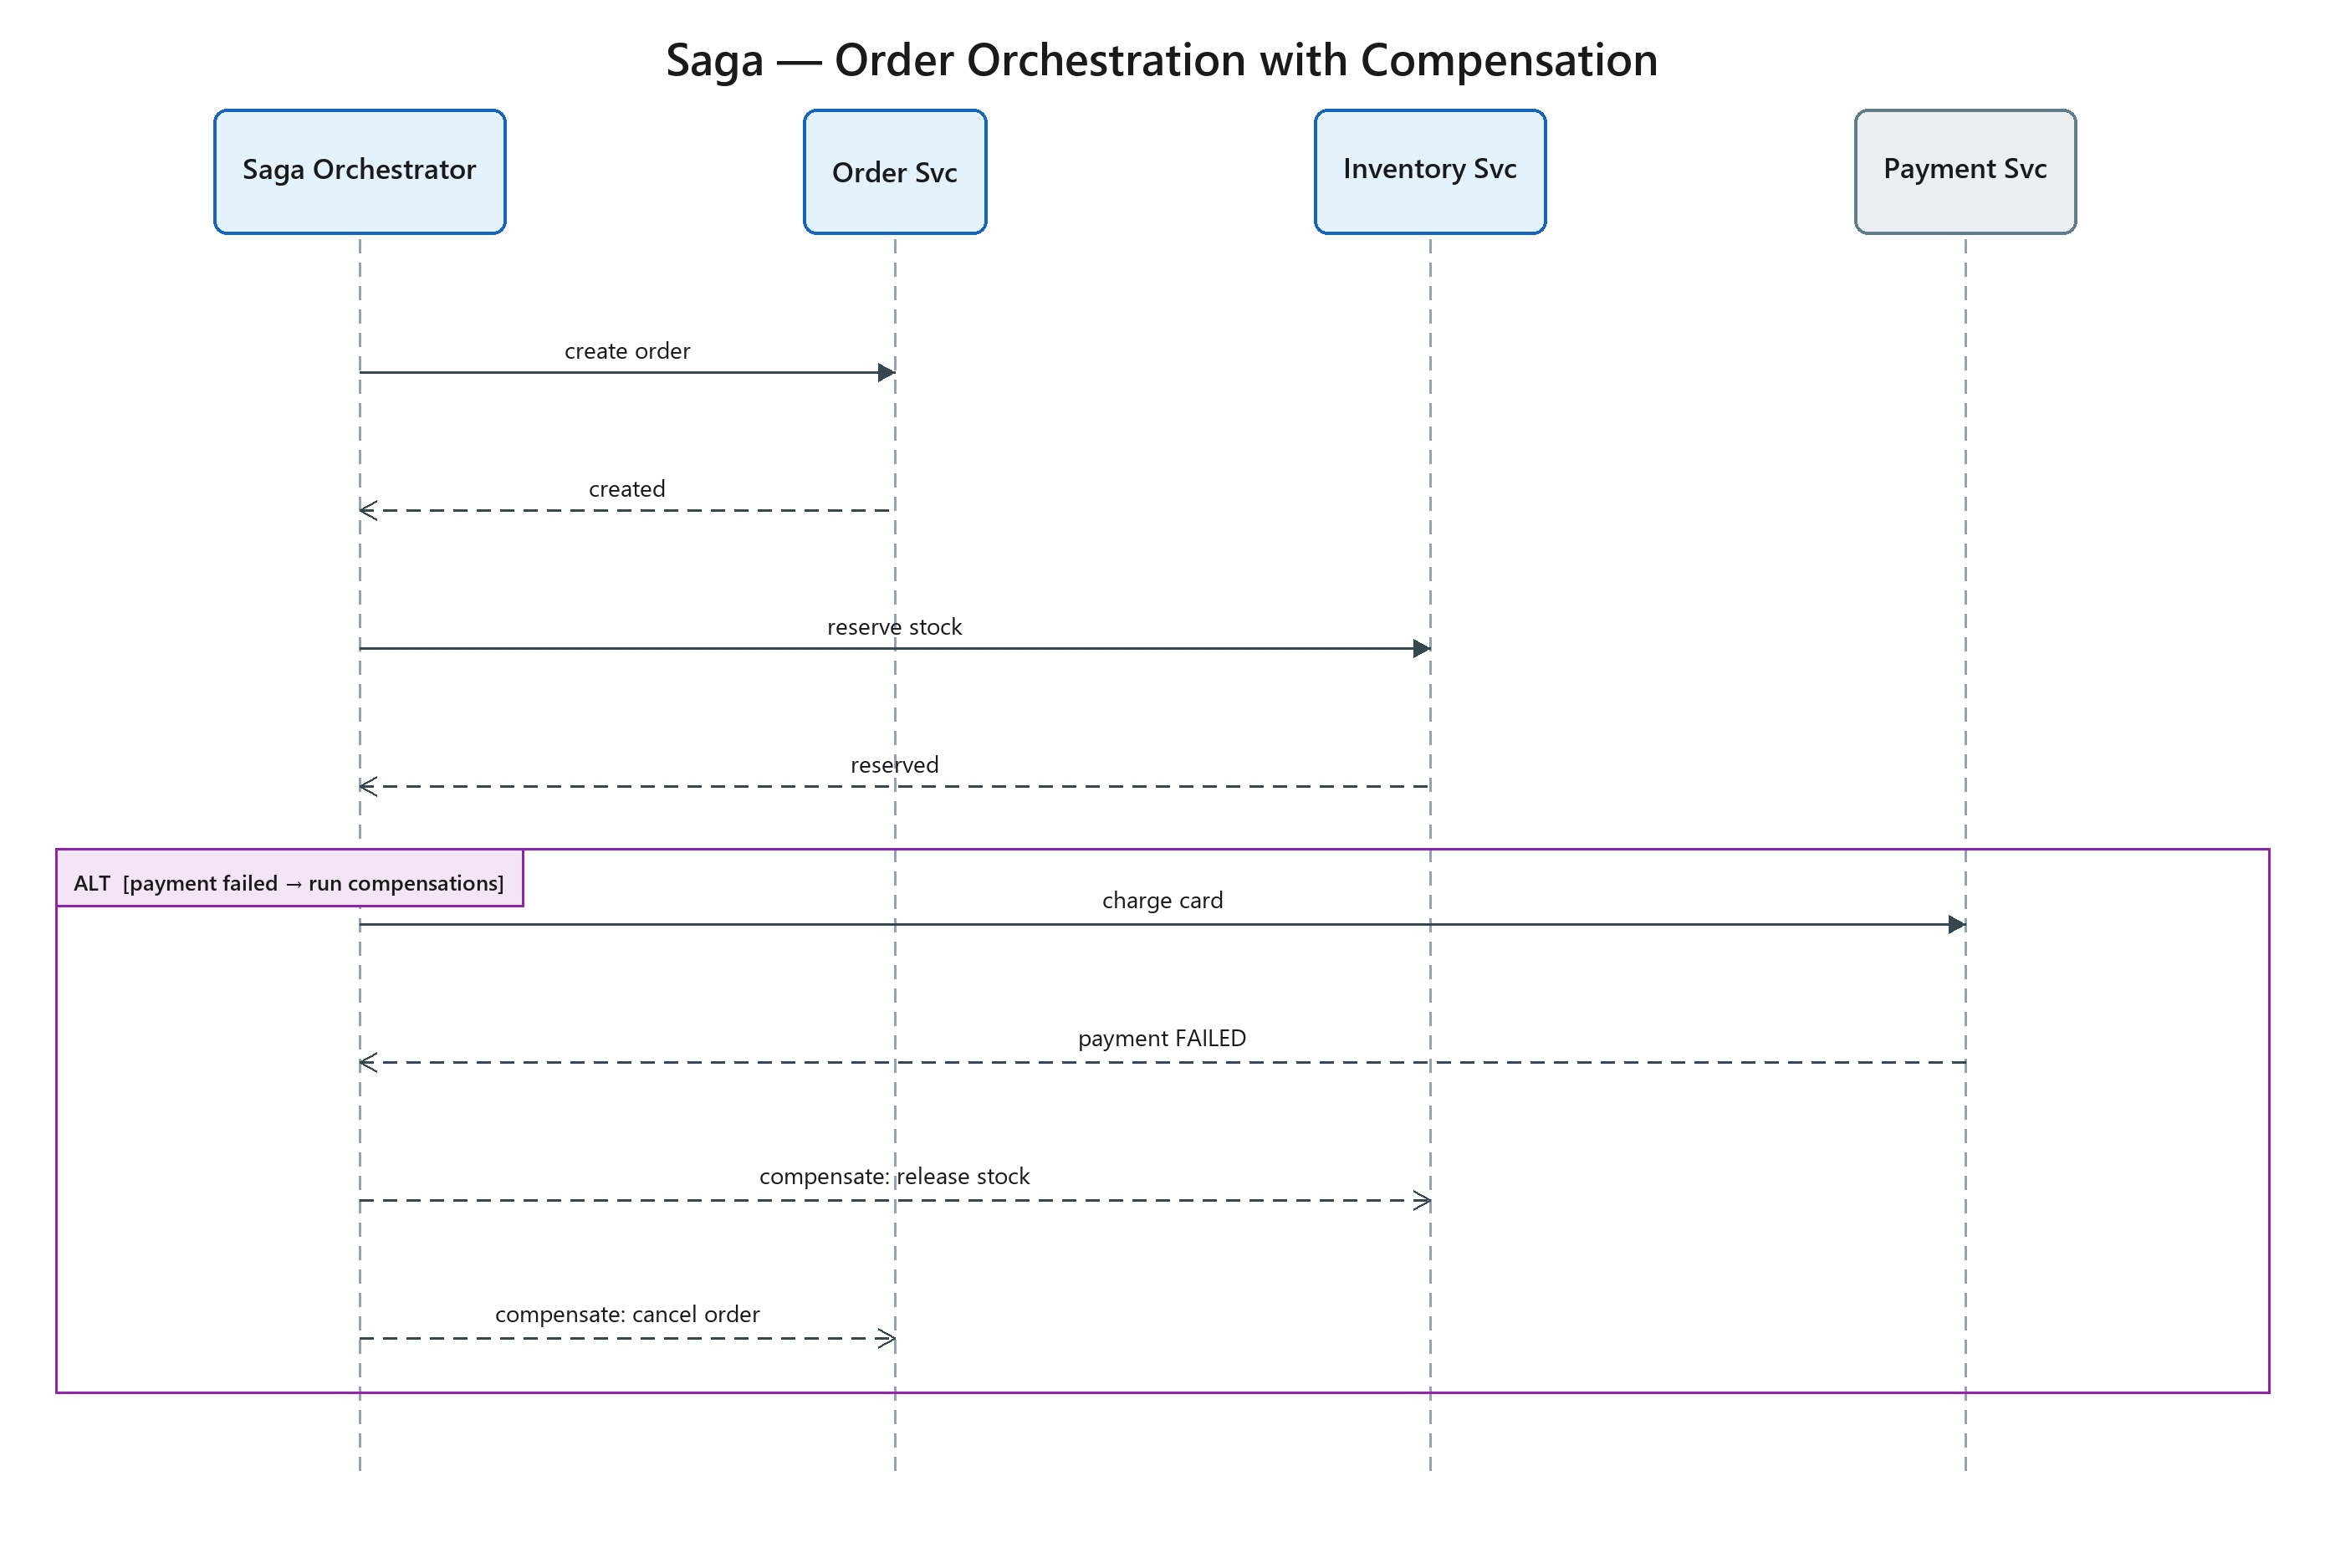 Saga — Order Orchestration with Compensation
Saga Orchestrator
Order Svc
Inventory Svc
Payment Svc
create order
created
reserve stock
reserved
ALT [payment failed → run compensations]
charge card
payment FAILED
compensate: release stock
compensate: cancel order